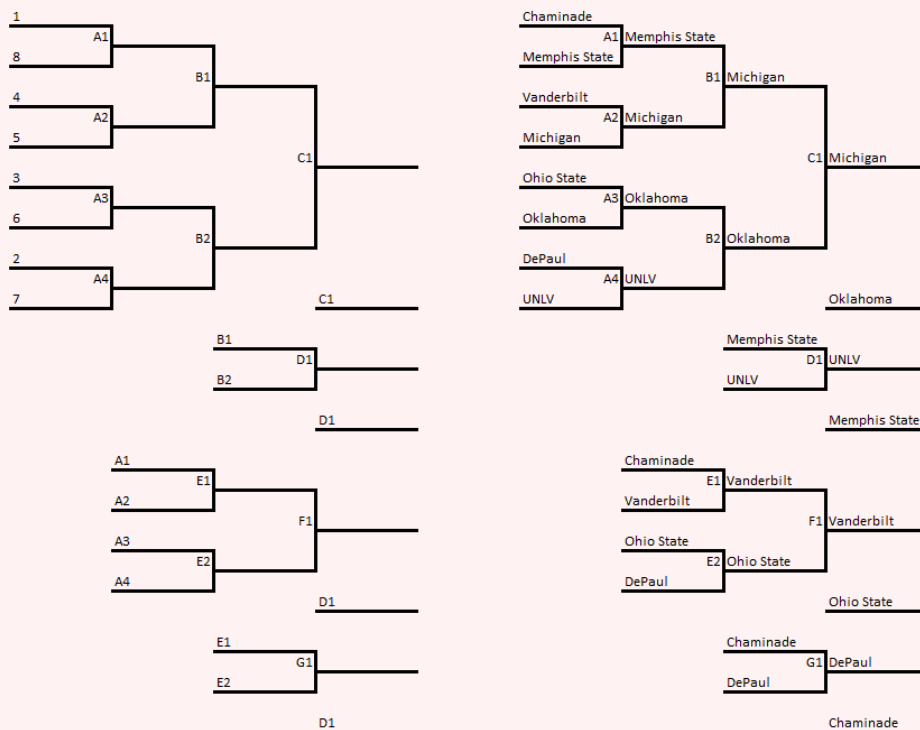 1
A1
8
B1
4
A2
5
C1
3
A3
6
B2
2
A4
7
C1
B1
D1
B2
D1
A1
E1
A2
F1
A3
E2
A4
D1
E1
G1
E2
D1
Chaminade
A1 Memphis State
Memphis State
B1 Michigan
Vanderbilt
A2 Michigan
Michigan
C1 Michigan
Ohio State
A3 Oklahoma
Oklahoma
B2 Oklahoma
DePaul
A4 UNLV
UNLV
Oklahoma
Memphis State
D1 UNLV
UNLV
Memphis State
Chaminade
E1 Vanderbilt
Vanderbilt
F1 Vanderbilt
Ohio State
E2 Ohio State
DePaul
Ohio State
Chaminade
G1 DePaul
DePaul
Chaminade